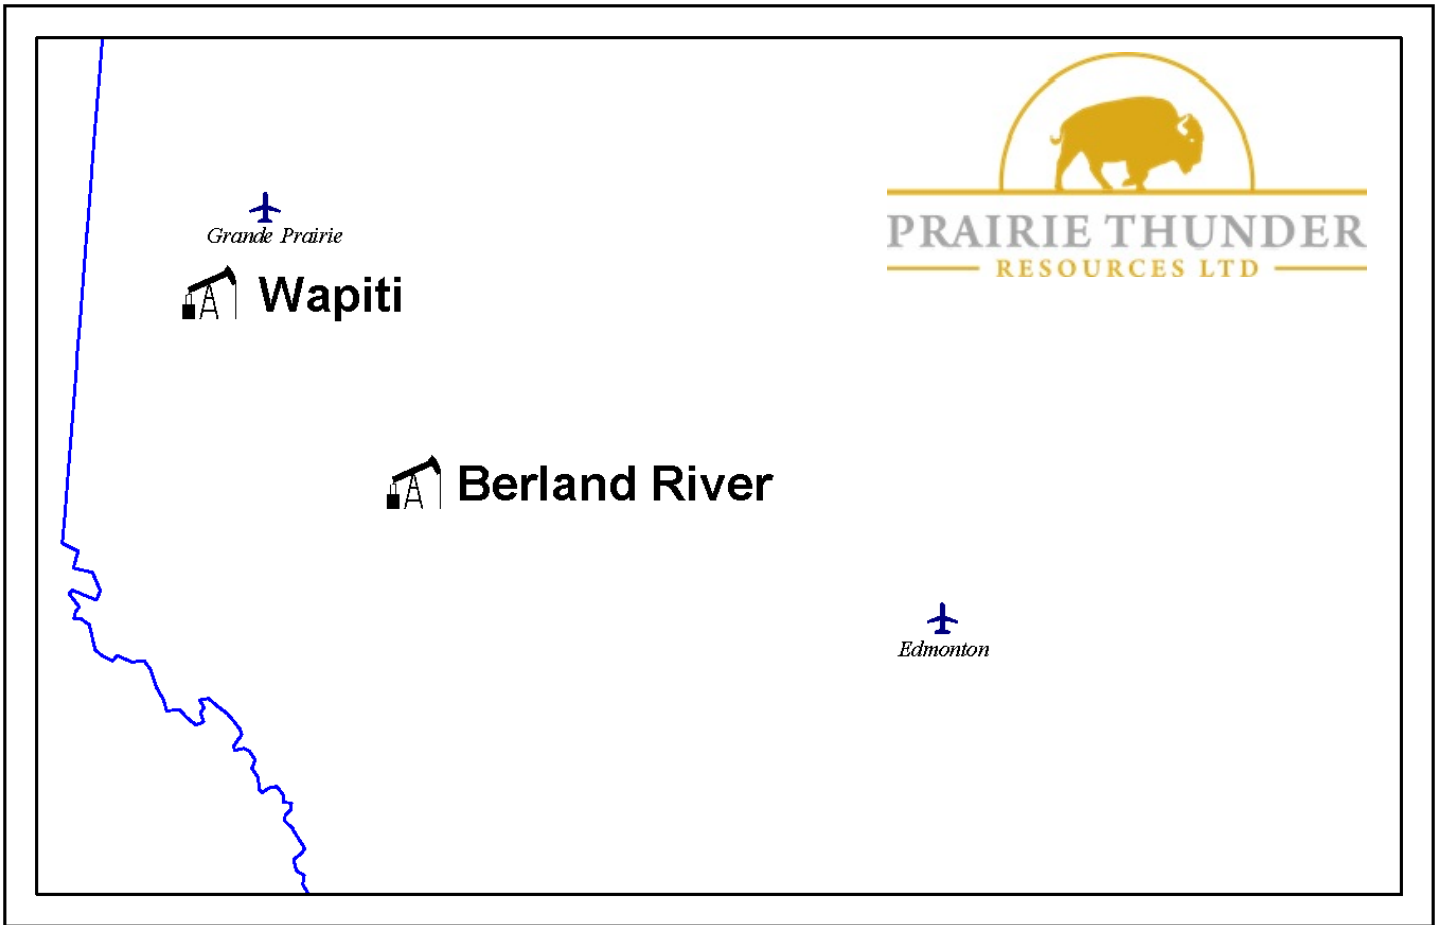 PRAIRIE THUNDER
RESOURCES LTD
Grande Prairie
Wapiti
Berland River
Edmonton